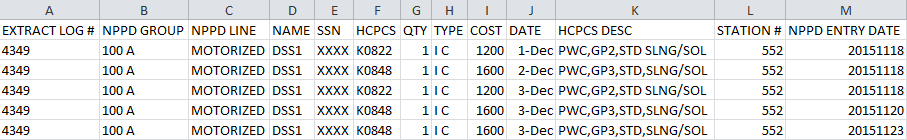 A B C D E F G H I J K L M
EXTRACT LOG # NPPD GROUP NPPD LINE NAME SSN HCPCS QTY TYPE COST DATE HCPCS DESC STATION # NPPD ENTRY DATE
4349 100 A MOTORIZED DSS1 XXXX K0822 1 I C 1200 1-Dec PWC,GP2,STD SLNG/SOL 552 20151118
4349 100 A MOTORIZED DSS1 XXXX K0848 1 I C 1600 2-Dec PWC,GP3,STD,SLNG/SOL 552 20151118
4349 100 A MOTORIZED DSS1 XXXX K0822 1 I C 1200 3-Dec PWC,GP2,STD SLNG/SOL 552 20151118
4349 100 A MOTORIZED DSS1 XXXX K0848 1 I C 1600 3-Dec PWC,GP3,STD,SLNG/SOL 552 20151120
4349 100 A MOTORIZED DSS1 XXXX K0848 1 I C 1600 3-Dec PWC,GP3,STD,SLNG/SOL 552 20151123